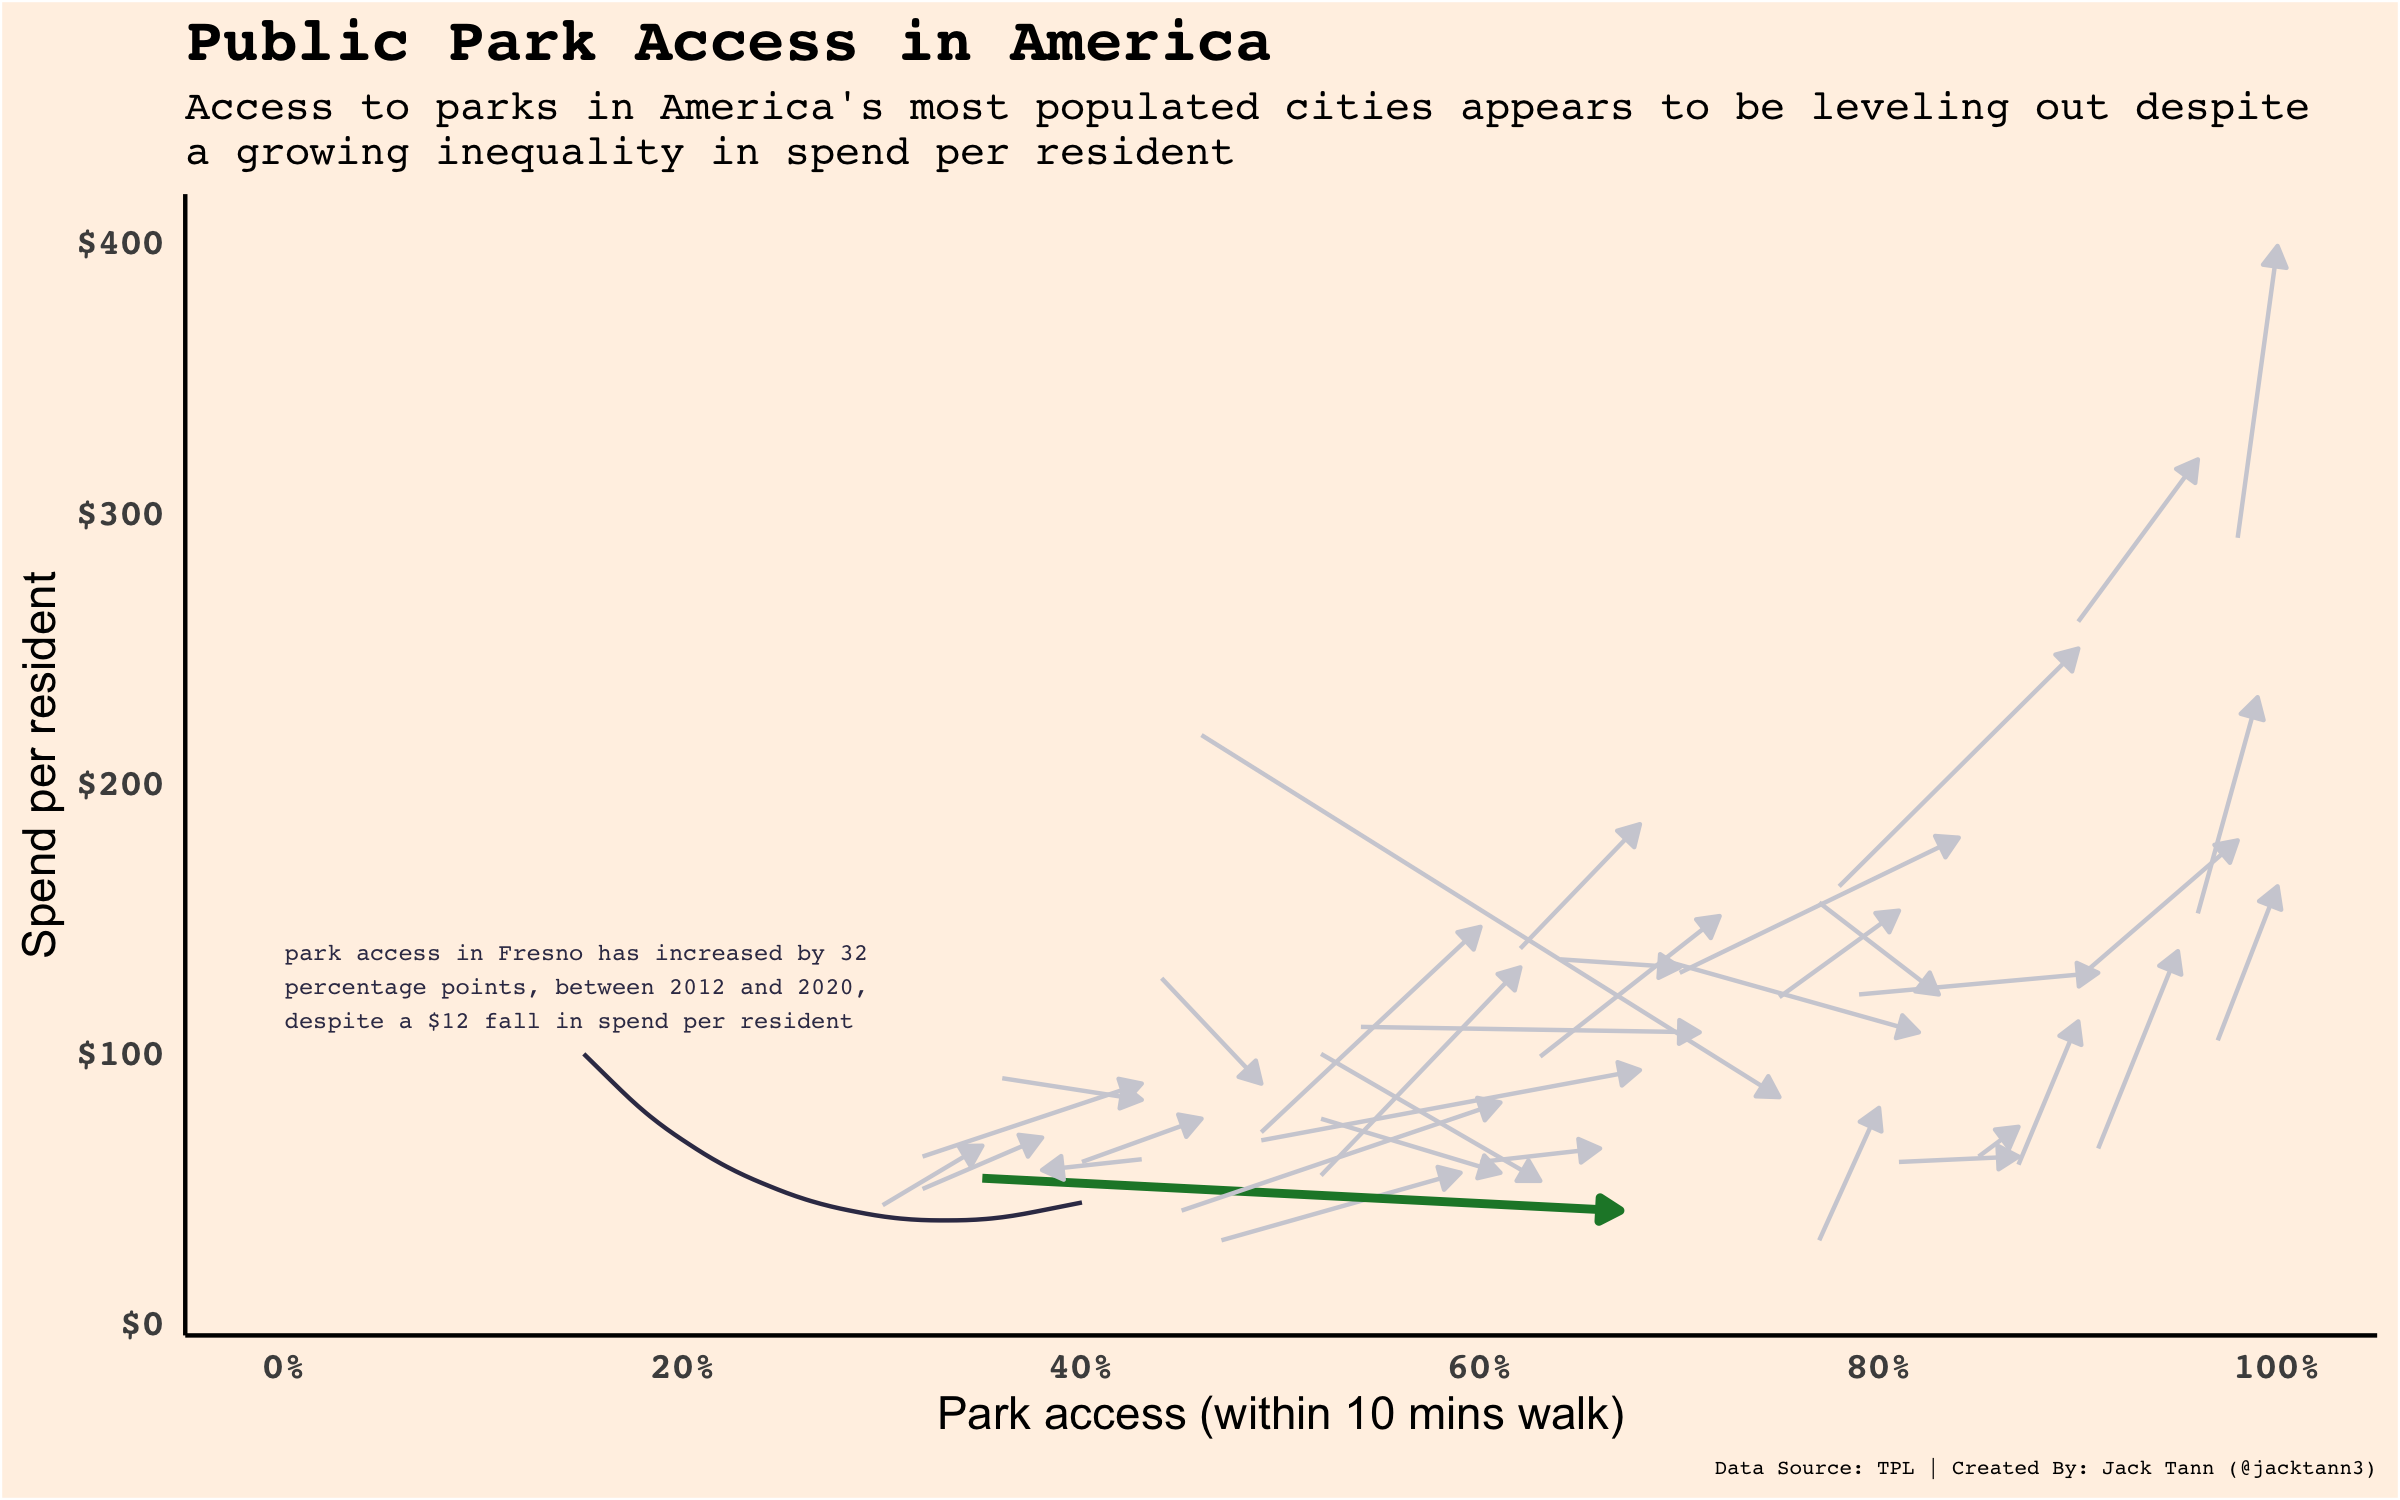 Public Park Access in America
Access to parks in America's most populated cities appears to be leveling out despite
a growing inequality in spend per resident
$400
$300
$200
$100
$0
Spend per resident
park access in Fresno has increased by 32
percentage points, between 2012 and 2020,
despite a $12 fall in spend per resident
0% 20% 40% 60% 80% 100%
Park access (within 10 mins walk)
Data Source: TPL | Created By: Jack Tann (@jacktann3)